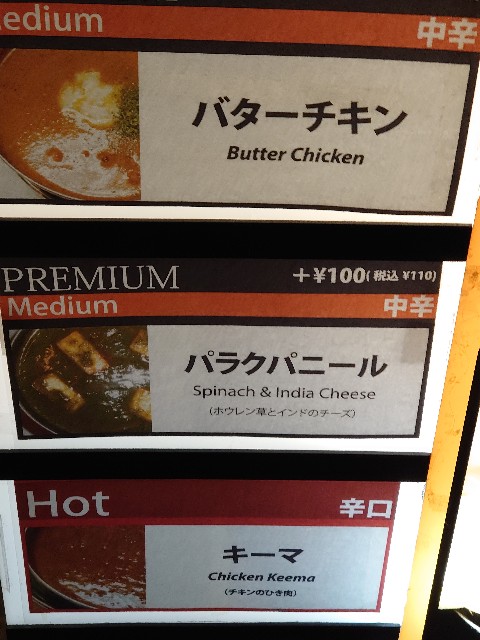 edium 中辛
バターチキン
Butter Chicken
PREMIUM +¥100(税込 ¥110)
Medium 中辛
パラクパニール
Spinach & India Cheese
(ホウレン草とインドのチーズ)
Hot 辛口
キーマ
Chicken Keema
(チキンのひき肉)